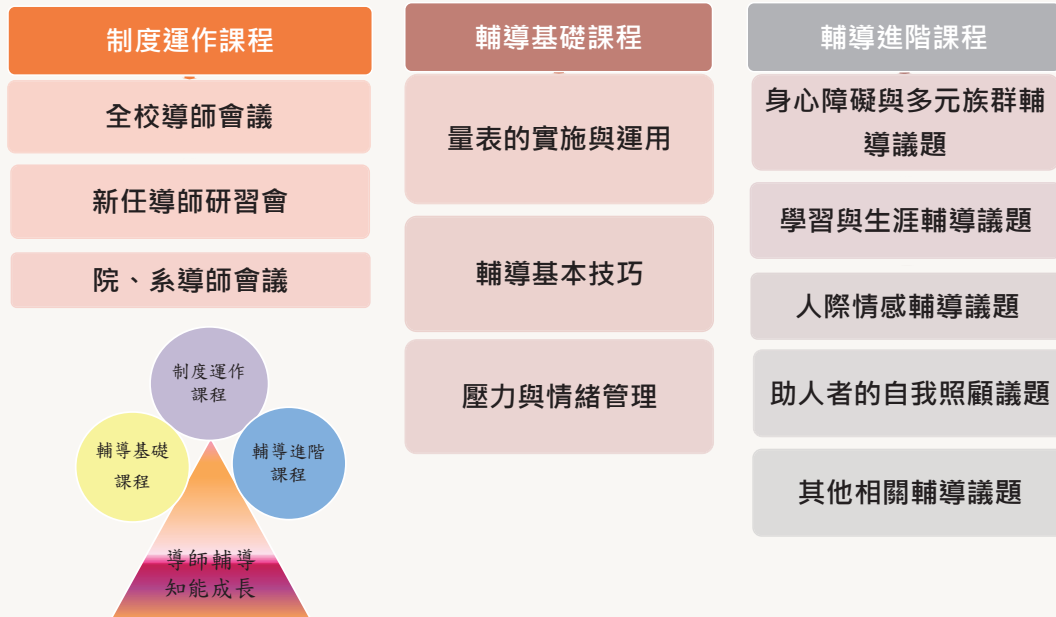 制度運作課程
全校導師會議
新任導師研習會
院、系導師會議
輔導基礎課程
量表的實施與運用
輔導基本技巧
壓力與情緒管理
輔導進階課程
身心障礙與多元族群輔
導議題
學習與生涯輔導議題
人際情感輔導議題
助人者的自我照顧議題
其他相關輔導議題
制度運作
課程
輔導基礎
課程
輔導進階
課程
導師輔導
知能成長